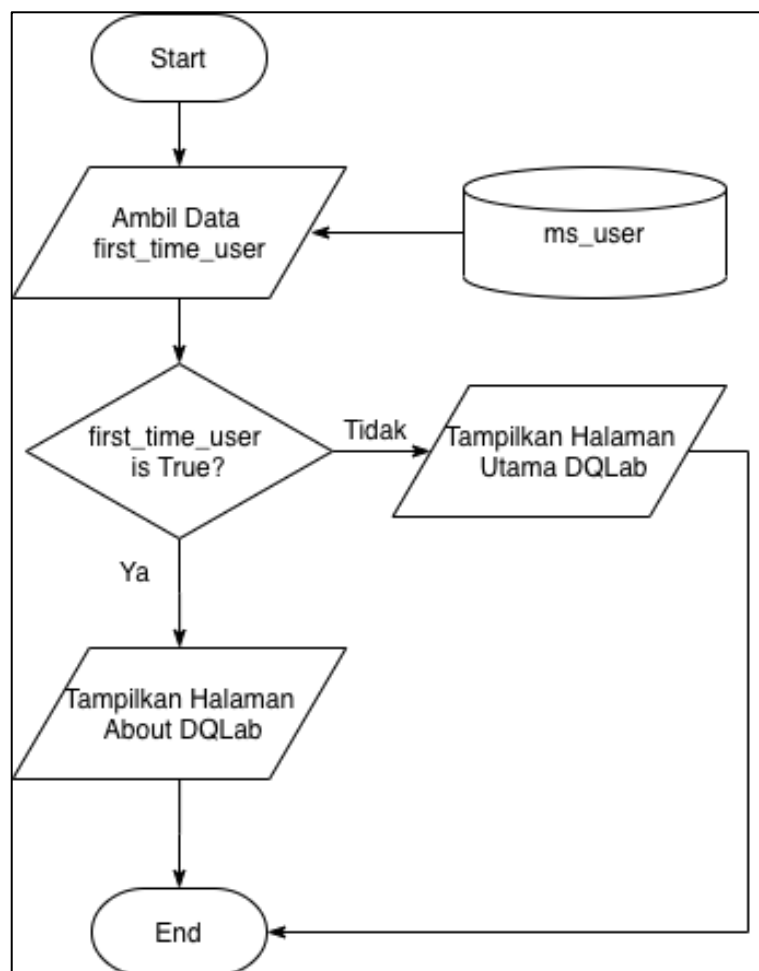 Start
Ambil Data
first_time_user
ms_user
first_time_user
is True?
Tidak
Tampilkan Halaman
Utama DQLab
Ya
Tampilkan Halaman
About DQLab
End